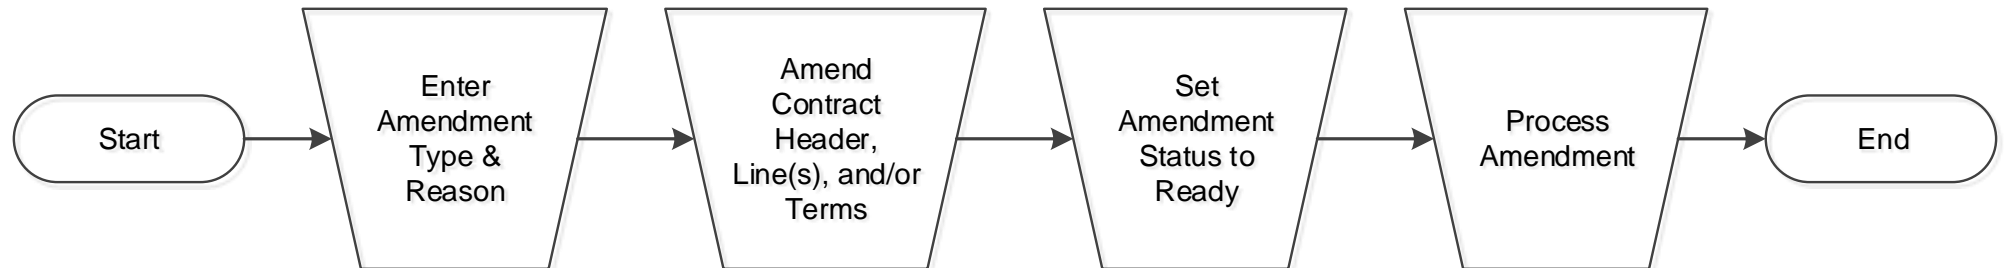 Start
Enter
Amendment
Type &
Reason
Amend
Contract
Header,
Line(s), and/or
Terms
Set
Amendment
Status to
Ready
Process
Amendment
End